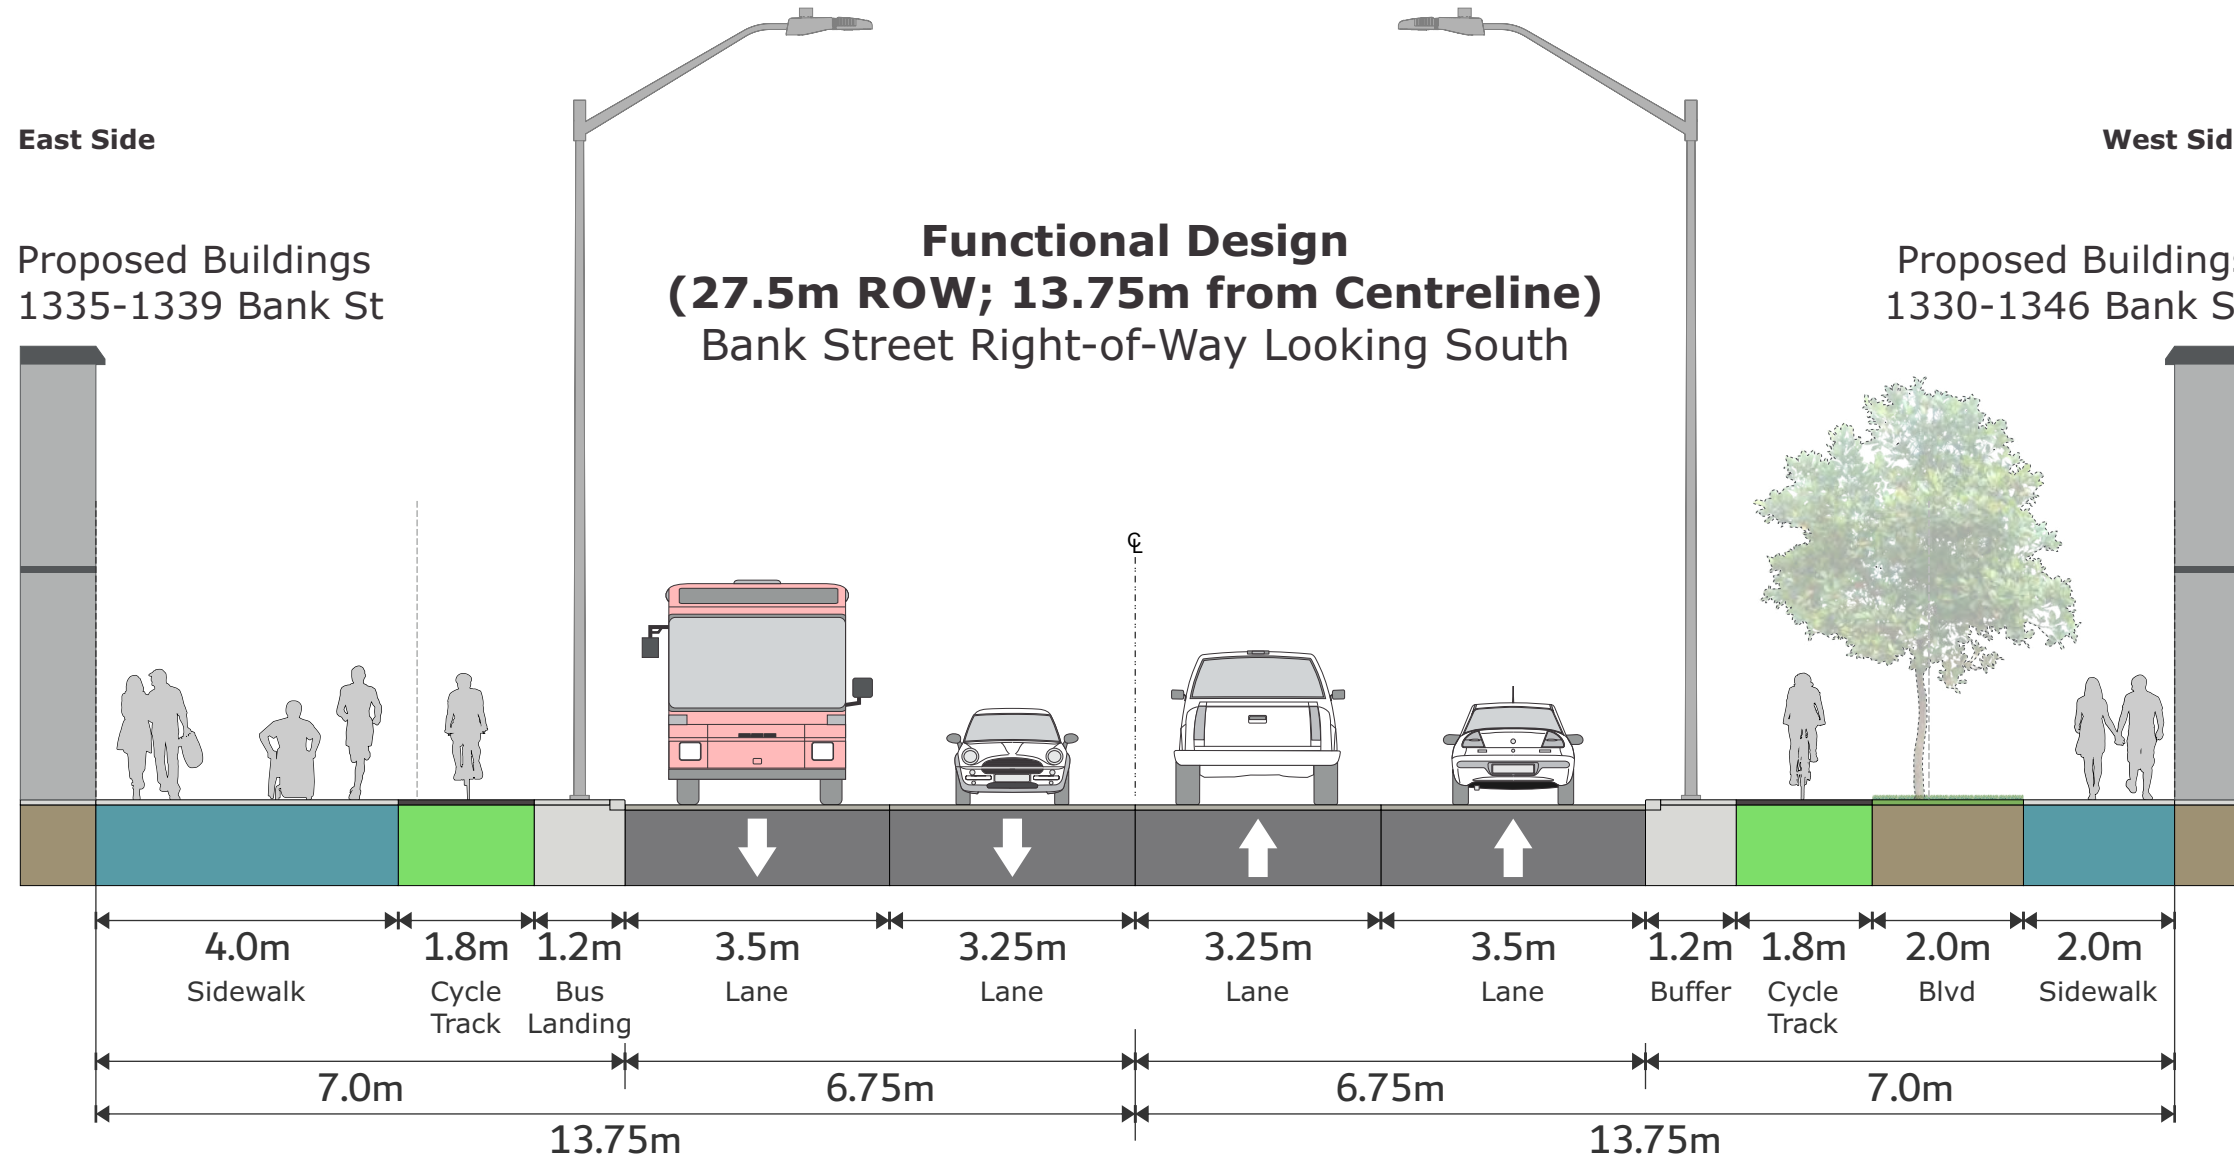 East Side
West Sid
Functional Design
(27.5m ROW; 13.75m from Centreline)
Bank Street Right-of-Way Looking South
Proposed Buildings
1335-1339 Bank St
Proposed Buildings
1330-1346 Bank S
℄
4.0m
Sidewalk
1.8m
Cycle
Track
1.2m
Bus
Landing
3.5m
Lane
3.25m
Lane
3.25m
Lane
3.5m
Lane
1.2m
Buffer
1.8m
Cycle
Track
2.0m
Blvd
2.0m
Sidewalk
7.0m
6.75m
6.75m
7.0m
13.75m
13.75m